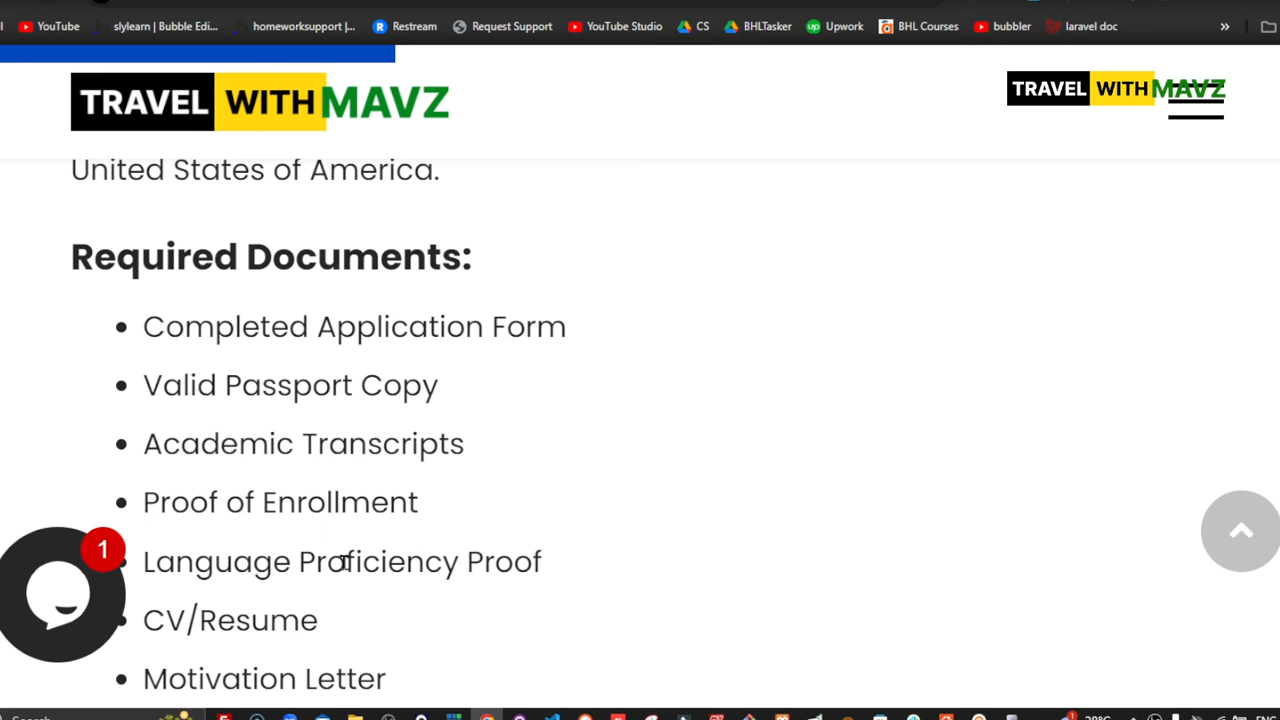 YouTube slylearn | Bubble Edi... homeworksupport |... Restream Request Support YouTube Studio CS BHLTasker Upwork BHL Courses bubbler laravel doc »
TRAVEL WITH MAVZ
TRAVEL WITH MAVZ
United States of America.
Required Documents:
• Completed Application Form
• Valid Passport Copy
• Academic Transcripts
• Proof of Enrollment
• Language Proficiency Proof
1
• CV/Resume
• Motivation Letter